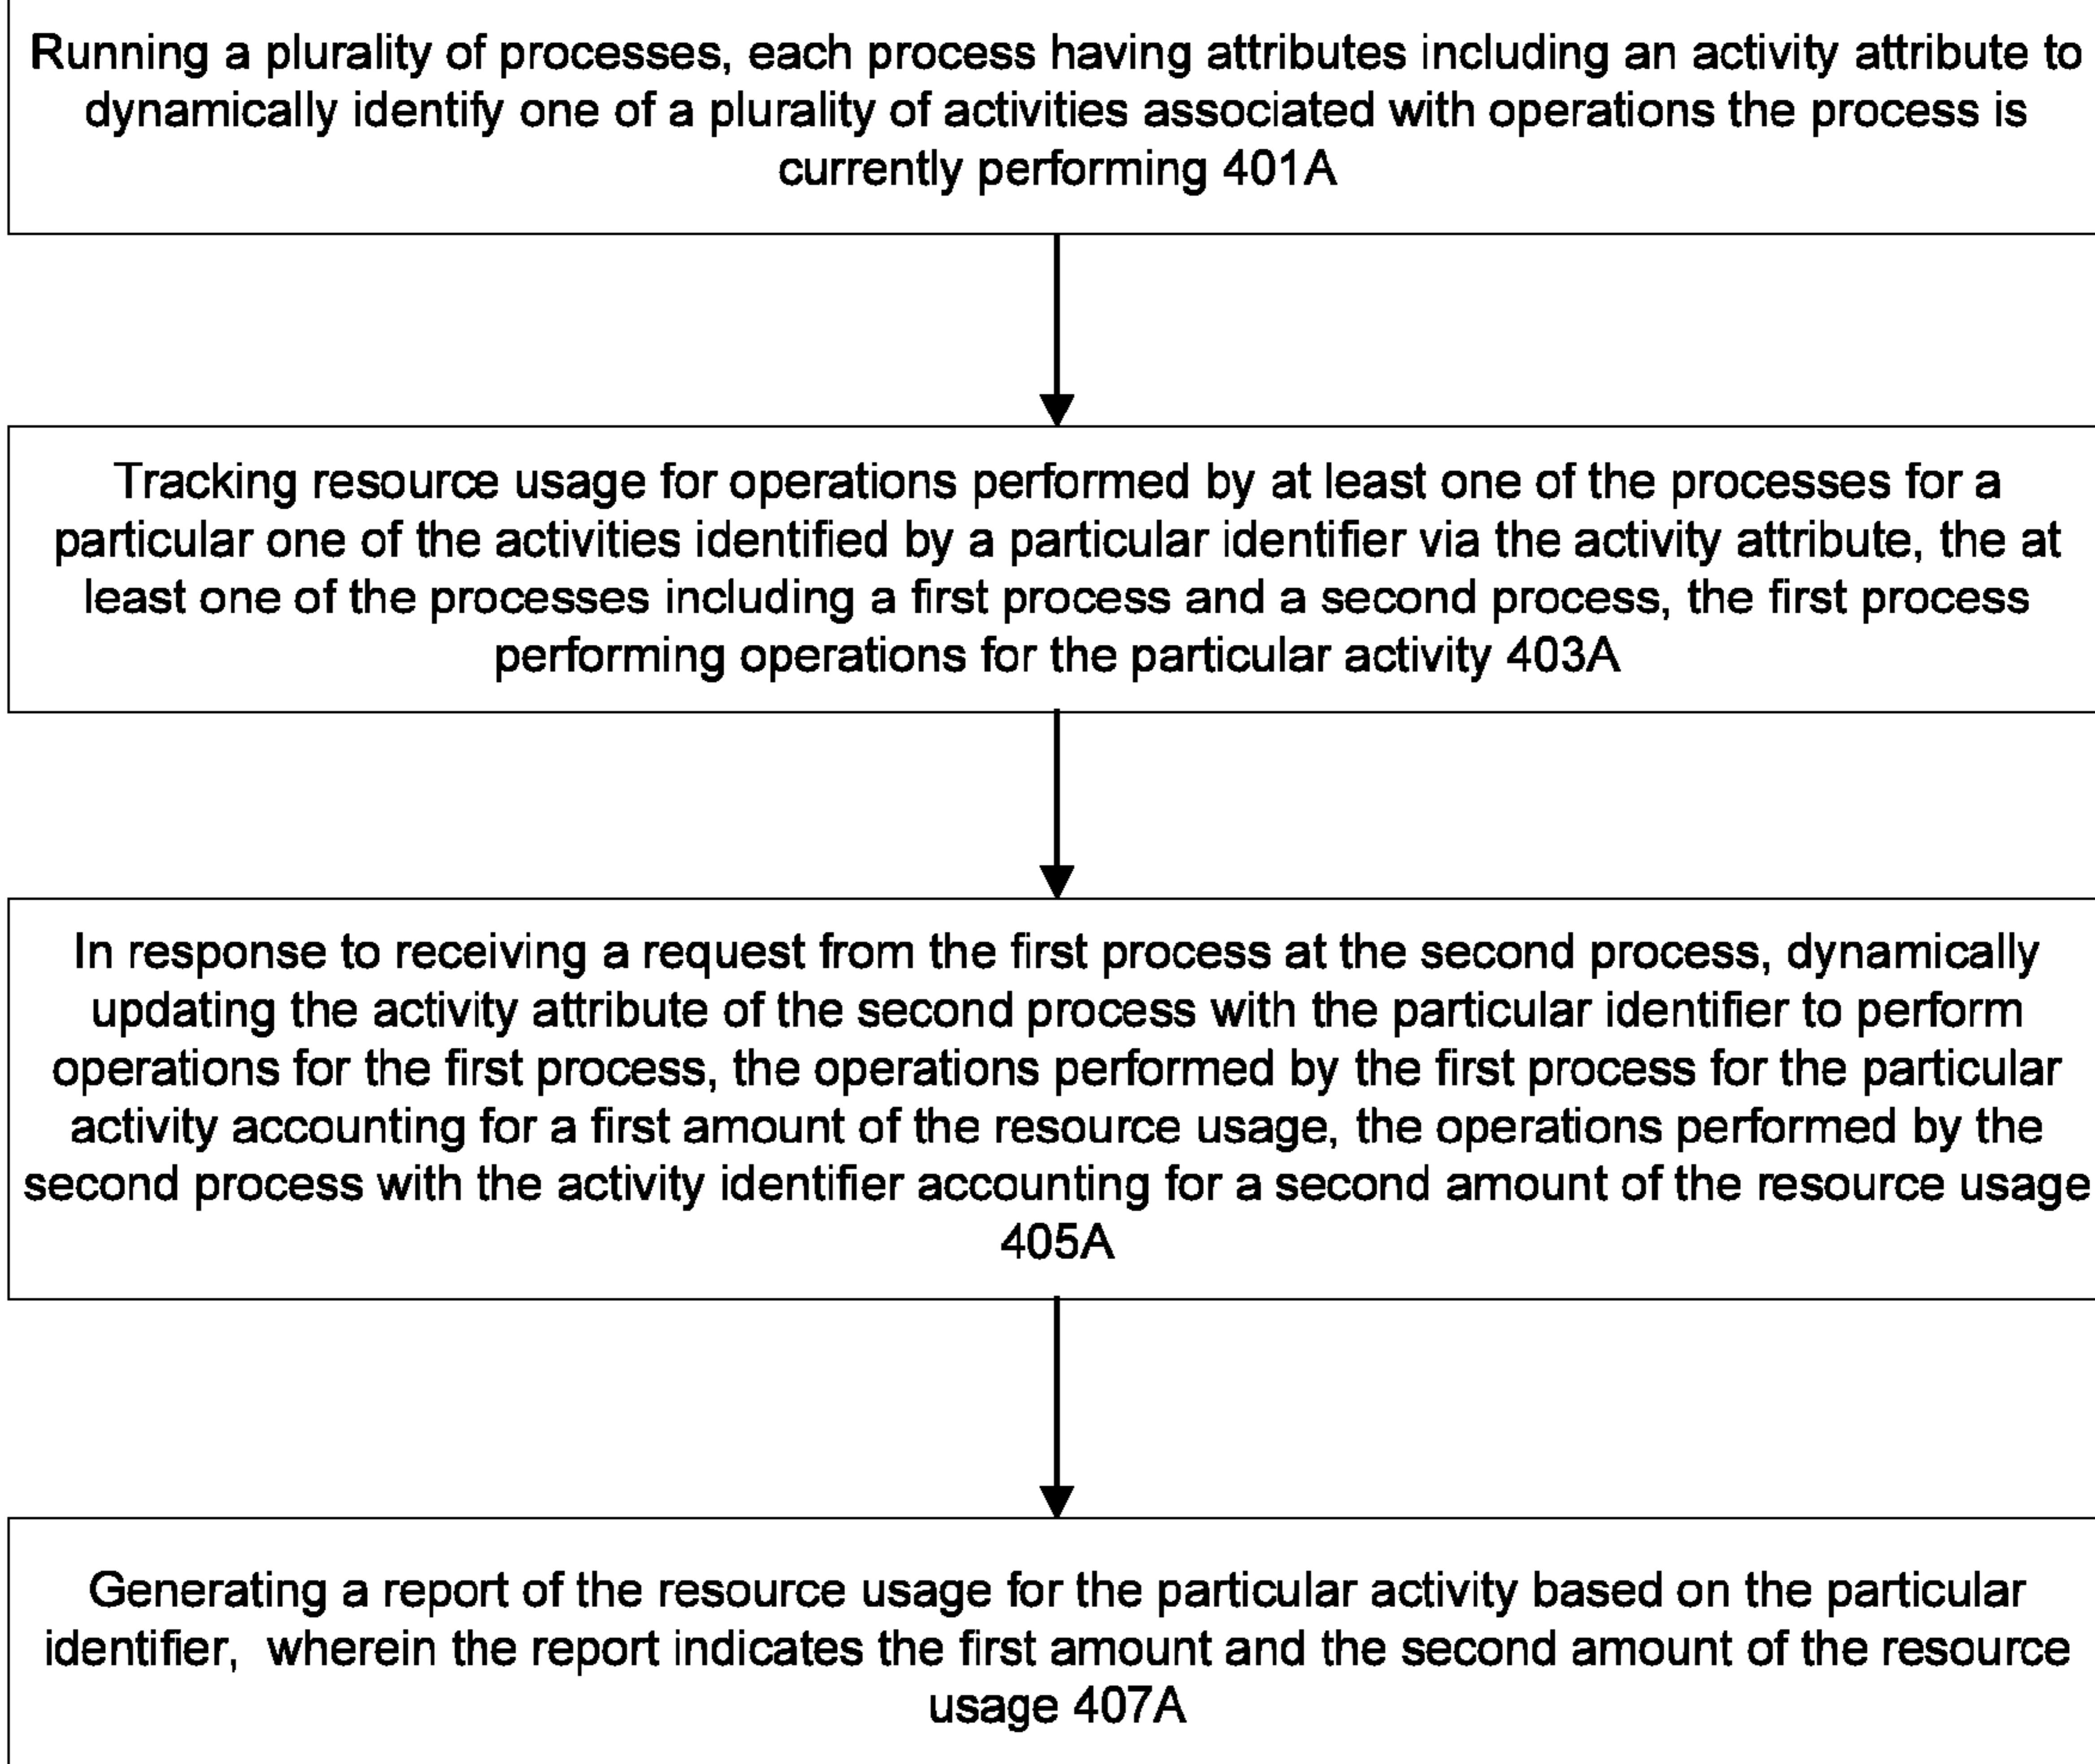 Running a plurality of processes, each process having attributes including an activity attribute to
dynamically identify one of a plurality of activities associated with operations the process is
currently performing 401A
Tracking resource usage for operations performed by at least one of the processes for a
particular one of the activities identified by a particular identifier via the activity attribute, the at
least one of the processes including a first process and a second process, the first process
performing operations for the particular activity 403A
In response to receiving a request from the first process at the second process, dynamically
updating the activity attribute of the second process with the particular identifier to perform
operations for the first process, the operations performed by the first process for the particular
activity accounting for a first amount of the resource usage, the operations performed by the
second process with the activity identifier accounting for a second amount of the resource usage
405A
Generating a report of the resource usage for the particular activity based on the particular
identifier, wherein the report indicates the first amount and the second amount of the resource
usage 407A